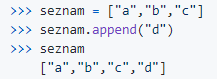 >>> seznam = ["a","b","c"]
>>> seznam.append("d")
>>> seznam
["a","b","c","d"]